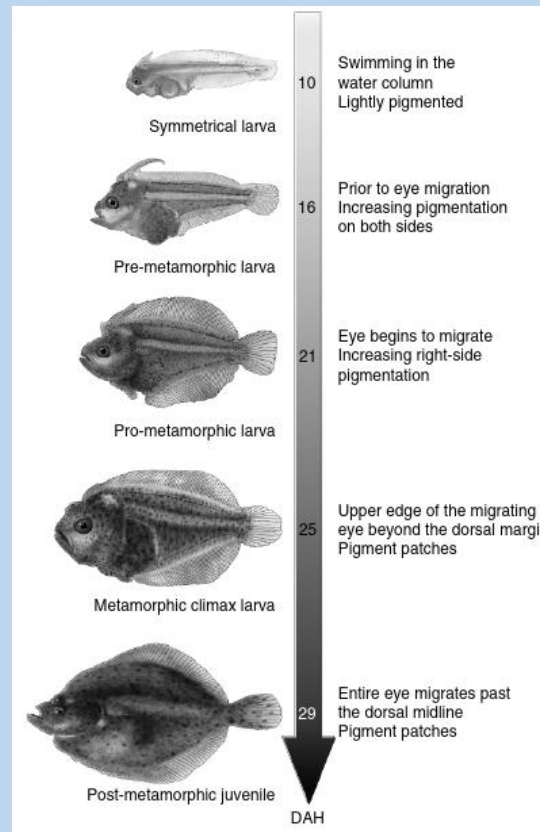 10
Swimming in the
water column
Lightly pigmented
Symmetrical larva
16
Prior to eye migration
Increasing pigmentation
on both sides
Pre-metamorphic larva
21
Eye begins to migrate
Increasing right-side
pigmentation
Pro-metamorphic larva
25
Upper edge of the migrating
eye beyond the dorsal margi
Pigment patches
Metamorphic climax larva
29
Entire eye migrates past
the dorsal midline
Pigment patches
Post-metamorphic juvenile
DAH